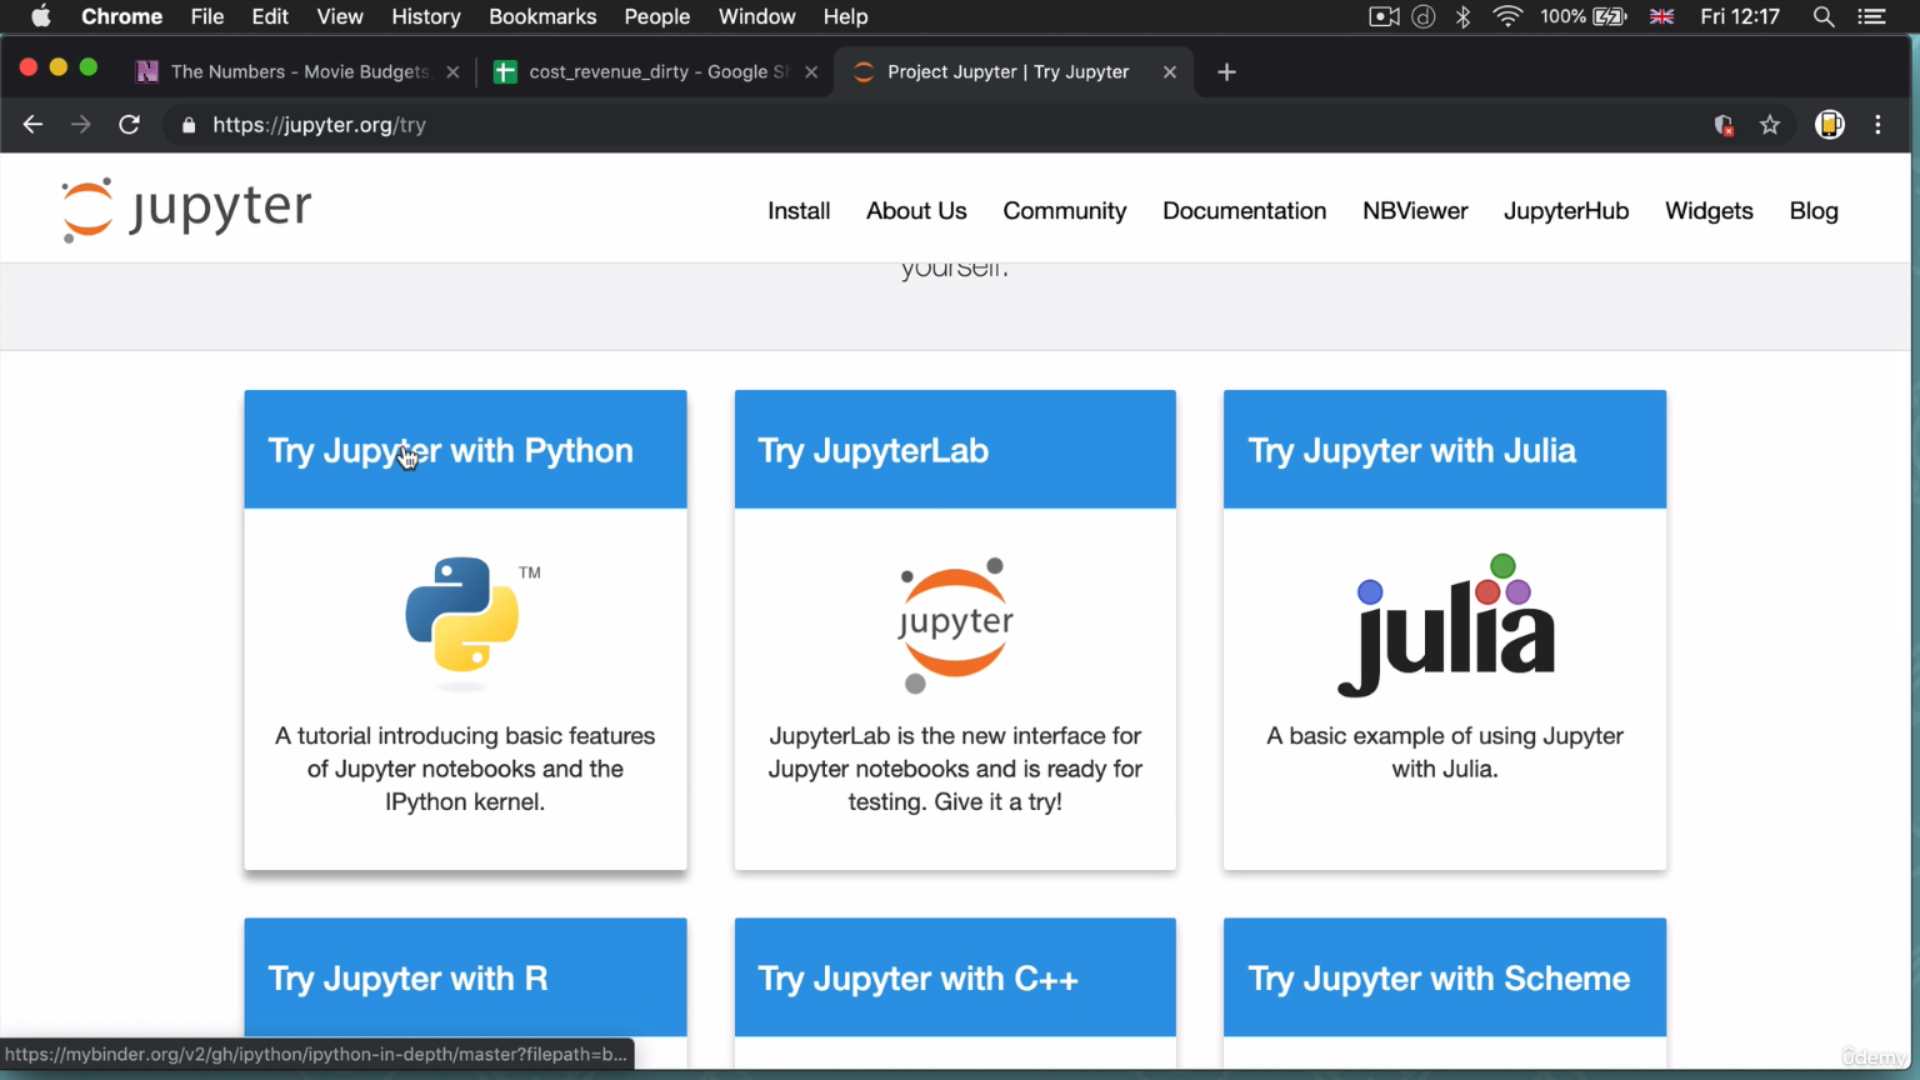 Chrome File Edit View History Bookmarks People Window Help 100% Fri 12:17
The Numbers - Movie Budgets cost_revenue_dirty - Google Sh Project Jupyter | Try Jupyter
https://jupyter.org/try
jupyter Install About Us Community Documentation NBViewer JupyterHub Widgets Blog
yourself.
Try Jupyter with Python
TM
A tutorial introducing basic features
of Jupyter notebooks and the
IPython kernel.
Try JupyterLab
jupyter
JupyterLab is the new interface for
Jupyter notebooks and is ready for
testing. Give it a try!
Try Jupyter with Julia
julia
A basic example of using Jupyter
with Julia.
Try Jupyter with R
Try Jupyter with C++
Try Jupyter with Scheme
https://mybinder.org/v2/gh/ipython/ipython-in-depth/master?filepath=b...
ûdemy